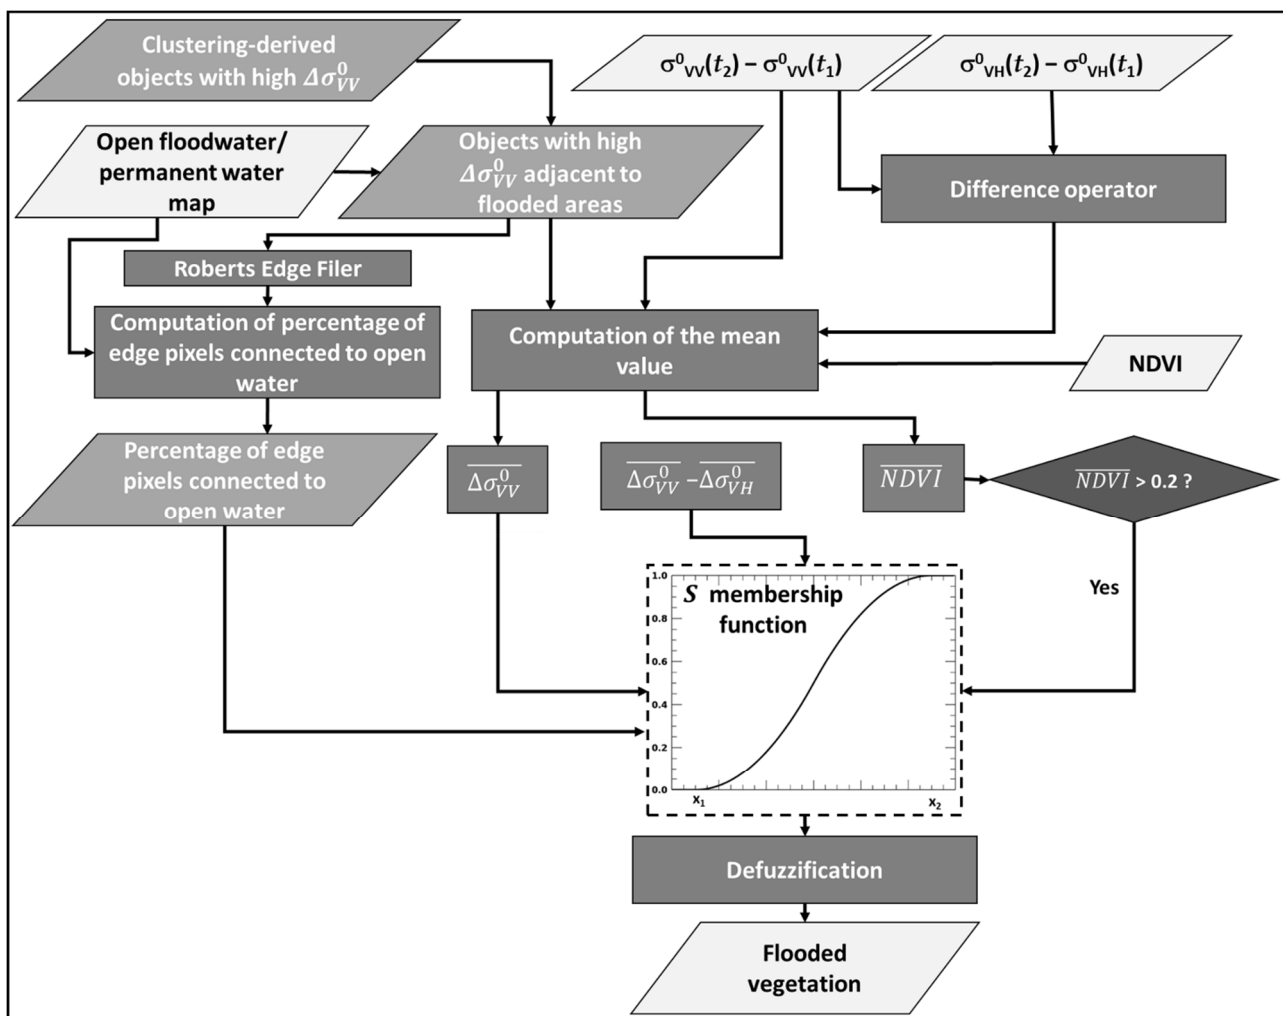 Clustering-derived
objects with high Δσ⁰VV
σ⁰VV(t₂) – σ⁰VV(t₁)
σ⁰VH(t₂) – σ⁰VH(t₁)
Open floodwater/
permanent water
map
Objects with high
Δσ⁰VV adjacent to
flooded areas
Difference operator
Roberts Edge Filer
Computation of percentage of
edge pixels connected to open
water
Computation of the mean
value
NDVI
Percentage of edge
pixels connected to
open water
Δσ⁰VV
Δσ⁰VV –Δσ⁰VH
NDVI
NDVI > 0.2 ?
Yes
S membership
function
1.0
0.8
0.6
0.4
0.2
0.0
x₁
x₂
Defuzzification
Flooded
vegetation